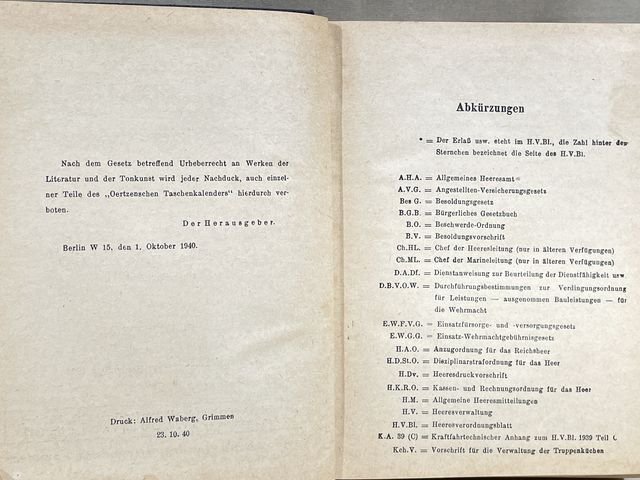 Nach dem Gesetz betreffend Urheberrecht an Werken der
Literatur und der Tonkunst wird jeder Nachduck, auch einzel-
ner Teile des „Oertzenschen Taschenkalenders" hierdurch ver-
boten.
Der Herausgeber.
Berlin W 15, den 1. Oktober 1940.
Druck: Alfred Waberg, Grimmen
23. 10. 40
Abkürzungen
* = Der Erlaß usw. steht im H.V.Bl., die Zahl hinter dem
Sternchen bezeichnet die Seite des H.V.Bl.
A.H.A. = Allgemeines Heeresamt
A.V.G. = Angestellten-Versicherungsgesetz
Bes G. = Besoldungsgesetz
B.G.B. = Bürgerliches Gesetzbuch
B.O. = Beschwerde-Ordnung
B.V. = Besoldungsvorschrift
Ch.HL. = Chef der Heeresleitung (nur in älteren Verfügungen)
Ch.ML. = Chef der Marineleitung (nur in älteren Verfügungen)
D.A.Df. = Dienstanweisung zur Beurteilung der Dienstfähigkeit usw.
D.B.V.O.W. = Durchführungsbestimmungen zur Verdingungsordnung
für Leistungen — ausgenommen Bauleistungen — für
die Wehrmacht
E.W.F.V.G. = Einsatzfürsorge- und -versorgungsgesetz
E.W.G.G. = Einsatz-Wehrmachtgebührnisgesetz
H.A.O. = Anzugordnung für das Reichsheer
H.D.St.O. = Disziplinarstrafordnung für das Heer
H.Dv. = Heeresdruckvorschrift
H.K.R.O. = Kassen- und Rechnungsordnung für das Heer
H.M. = Allgemeine Heeresmitteilungen
H.V. = Heeresverwaltung
H.V.Bl. = Heeresverordnungsblatt
K.A. 39 (C) = Kraftfahrtechnischer Anhang zum H.V.Bl. 1939 Teil C
Kch.V. = Vorschrift für die Verwaltung der Truppenküchen